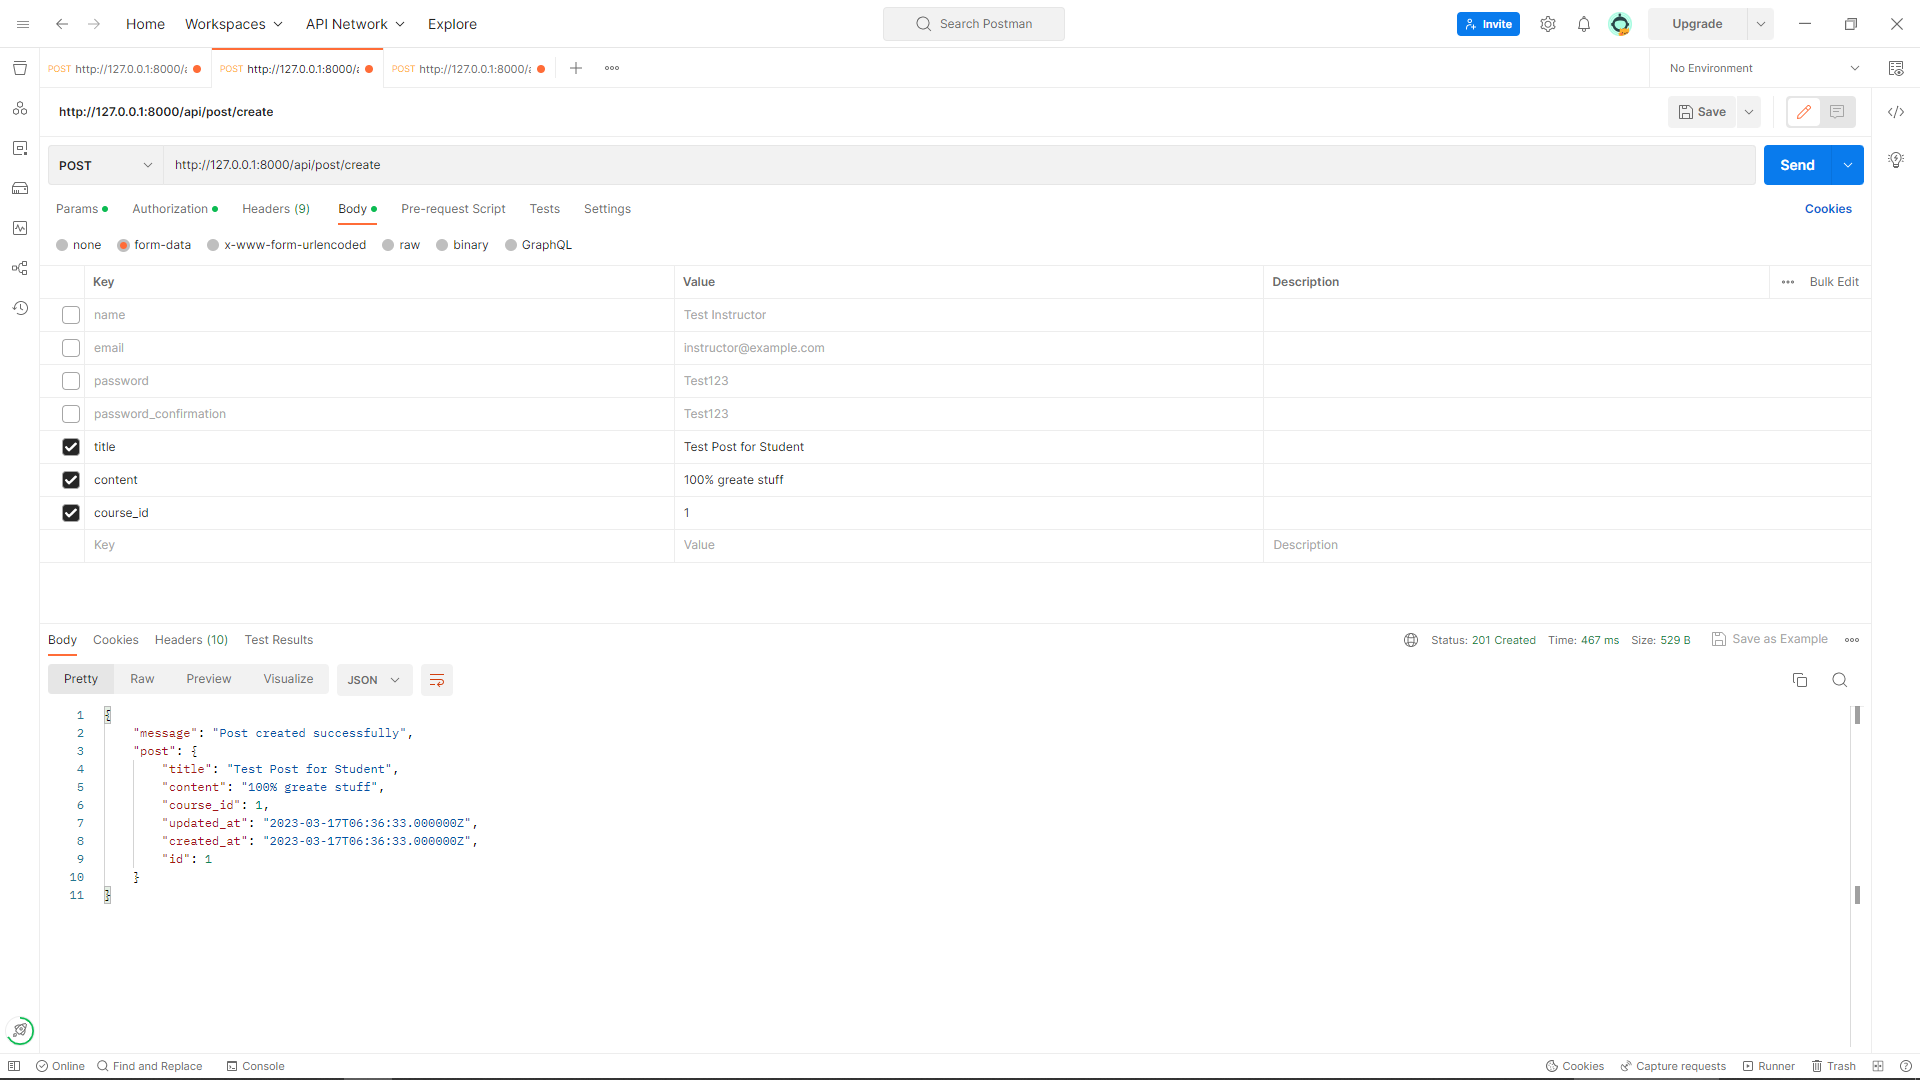 Home Workspaces API Network Explore Search Postman Invite Upgrade
POST http://127.0.0.1:8000/a POST http://127.0.0.1:8000/a POST http://127.0.0.1:8000/a No Environment
http://127.0.0.1:8000/api/post/create Save
POST http://127.0.0.1:8000/api/post/create Send
Params Authorization Headers (9) Body Pre-request Script Tests Settings Cookies
none form-data x-www-form-urlencoded raw binary GraphQL
Key Value Description Bulk Edit
name Test Instructor
email instructor@example.com
password Test123
password_confirmation Test123
title Test Post for Student
content 100% greate stuff
course_id 1
Key Value Description
Body Cookies Headers (10) Test Results Status: 201 Created Time: 467 ms Size: 529 B Save as Example
Pretty Raw Preview Visualize JSON
1 {
2 "message": "Post created successfully",
3 "post": {
4 "title": "Test Post for Student",
5 "content": "100% greate stuff",
6 "course_id": 1,
7 "updated_at": "2023-03-17T06:36:33.000000Z",
8 "created_at": "2023-03-17T06:36:33.000000Z",
9 "id": 1
10 }
11 }
Online Find and Replace Console Cookies Capture requests Runner Trash